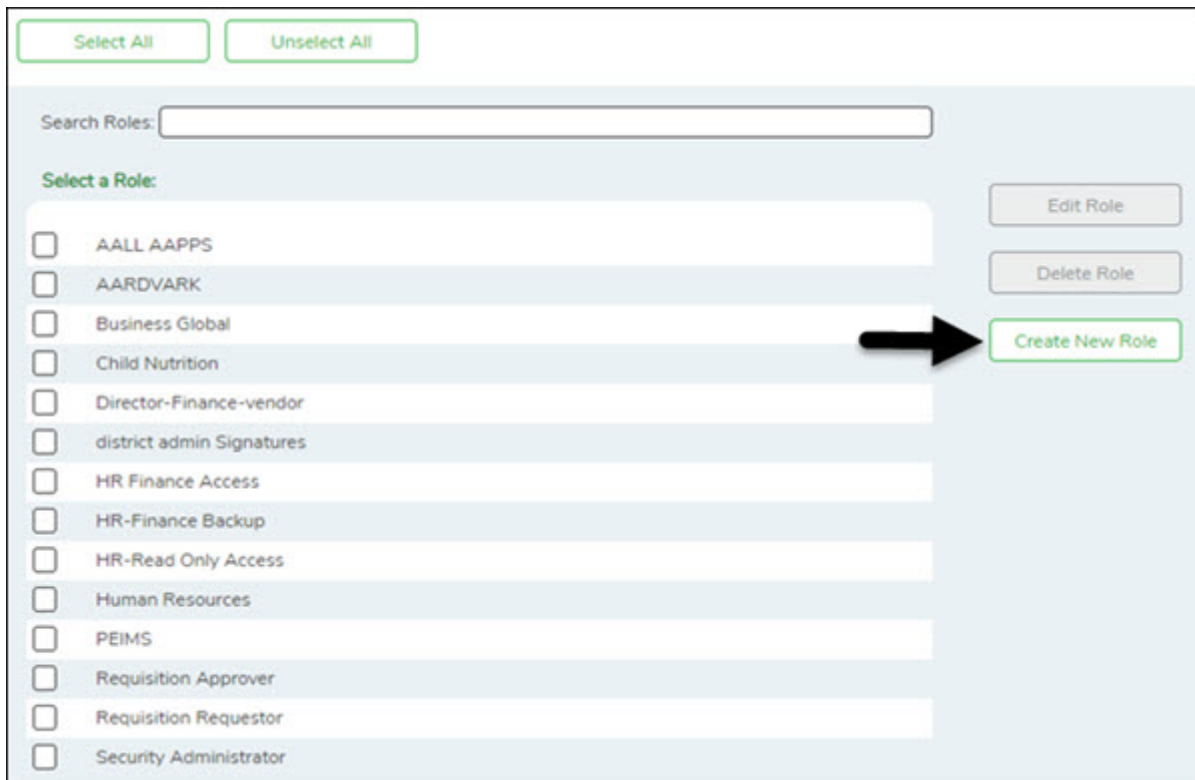 Select All Unselect All
Search Roles:
Select a Role:
Edit Role
AALL AAPPS
Delete Role
AARDVARK
Business Global
Create New Role
Child Nutrition
Director-Finance-vendor
district admin Signatures
HR Finance Access
HR-Finance Backup
HR-Read Only Access
Human Resources
PEIMS
Requisition Approver
Requisition Requestor
Security Administrator